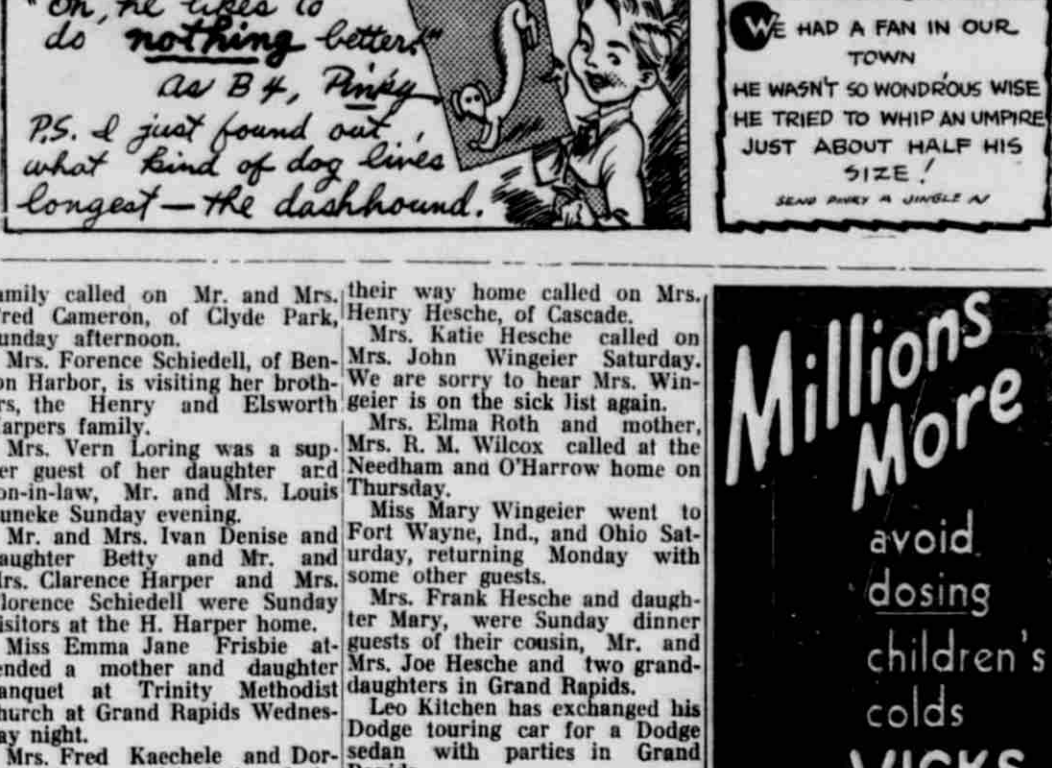 "Oh, he likes to
do nothing better!"
as B4, Pinky
P.S. I just found out
what kind of dog lives
longest — the dashhound.
WE HAD A FAN IN OUR
TOWN
HE WASN'T SO WOND'ROUS WISE
HE TRIED TO WHIP AN UMPIRE
JUST ABOUT HALF HIS
SIZE!
SEND PINKY A JINGLE
amily called on Mr. and Mrs.
red Cameron, of Clyde Park,
unday afternoon.
Mrs. Forence Schiedell, of Ben-
on Harbor, is visiting her broth-
rs, the Henry and Elsworth
arpers family.
Mrs. Vern Loring was a sup-
er guest of her daughter and
on-in-law, Mr. and Mrs. Louis
uneke Sunday evening.
Mr. and Mrs. Ivan Denise and
aughter Betty and Mr. and
rs. Clarence Harper and Mrs.
lorence Schiedell were Sunday
isitors at the H. Harper home.
Miss Emma Jane Frisbie at-
ended a mother and daughter
anquet at Trinity Methodist
hurch at Grand Rapids Wednes-
ay night.
Mrs. Fred Kaechele and Dor-
their way home called on Mrs.
Henry Hesche, of Cascade.
Mrs. Katie Hesche called on
Mrs. John Wingeier Saturday.
We are sorry to hear Mrs. Win-
geier is on the sick list again.
Mrs. Elma Roth and mother,
Mrs. R. M. Wilcox called at the
Needham and O'Harrow home on
Thursday.
Miss Mary Wingeier went to
Fort Wayne, Ind., and Ohio Sat-
urday, returning Monday with
some other guests.
Mrs. Frank Hesche and daugh-
ter Mary, were Sunday dinner
guests of their cousin, Mr. and
Mrs. Joe Hesche and two grand-
daughters in Grand Rapids.
Leo Kitchen has exchanged his
Dodge touring car for a Dodge
sedan with parties in Grand
Millions
More
avoid
dosing
children's
colds
VICKS